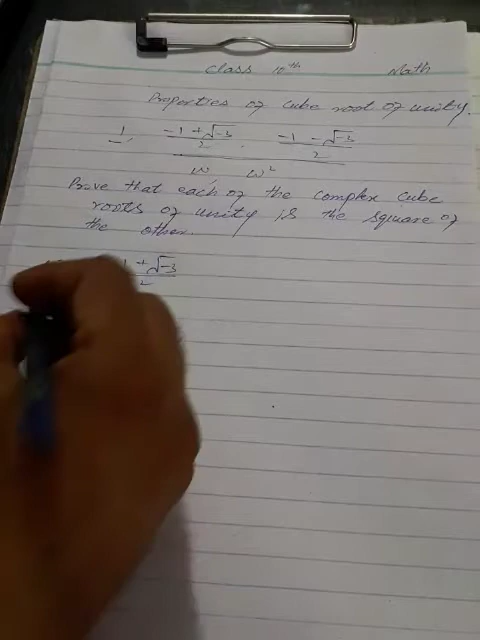 Class 10th Math
Properties of cube root of unity.
1, (-1+√-3)/2, (-1-√-3)/2
ω, ω²
Prove that each of the complex cube
roots of unity is the square of
the other.
+√-3
2